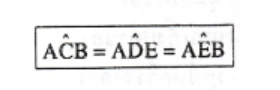 AĈB = AD̂E = AÊB